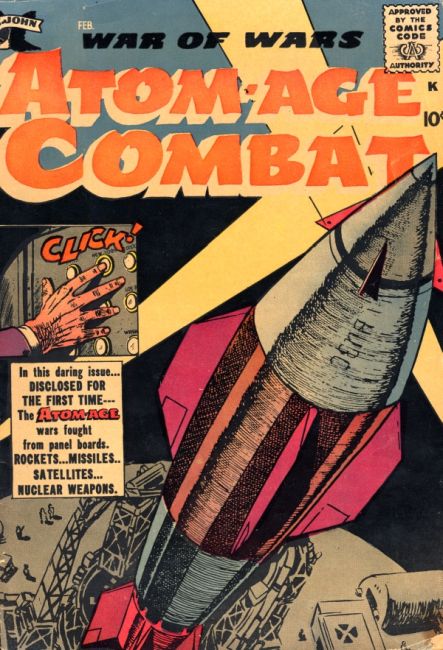 ST. JOHN
FEB.
WAR OF WARS
APPROVED
BY THE
COMICS
CODE
AUTHORITY
ATOM-AGE
K
COMBAT
10¢
CLICK!
In this daring issue...
DISCLOSED FOR
THE FIRST TIME---
The ATOM-AGE
wars fought
from panel boards.
ROCKETS...MISSILES..
SATELLITES...
NUCLEAR WEAPONS.